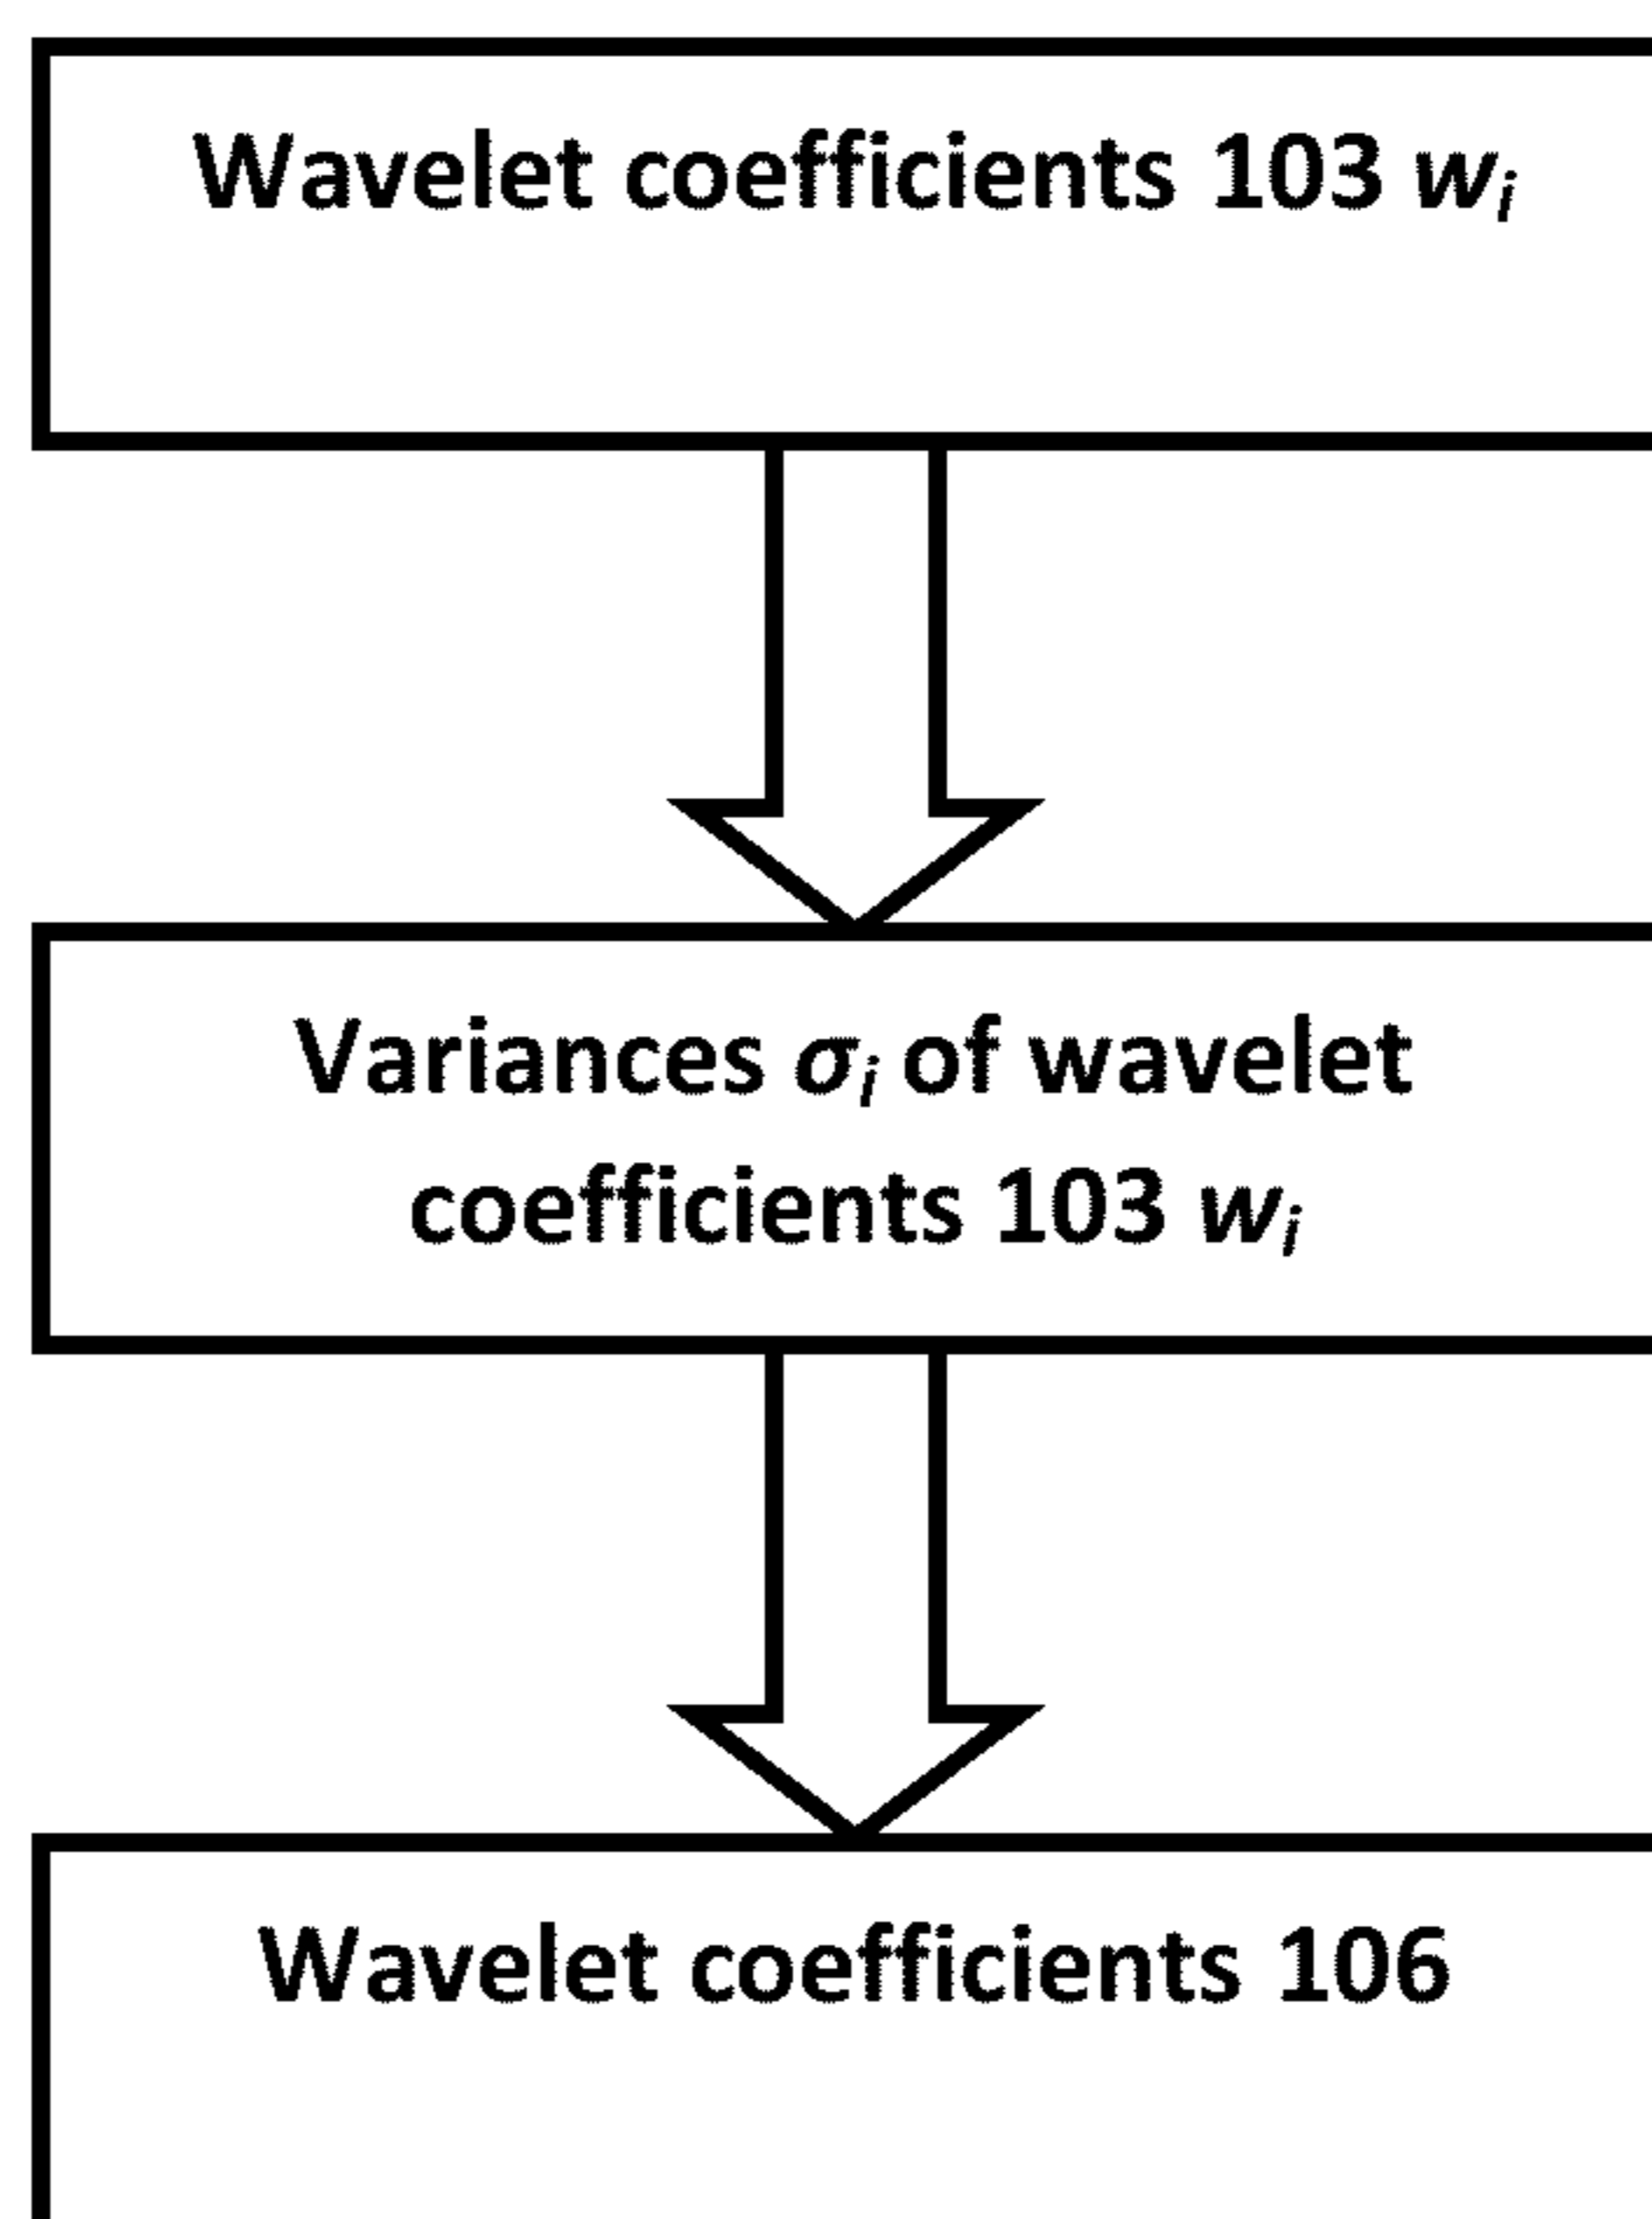 Wavelet coefficients 103 wᵢ
Variances σᵢ of wavelet
coefficients 103 wᵢ
Wavelet coefficients 106